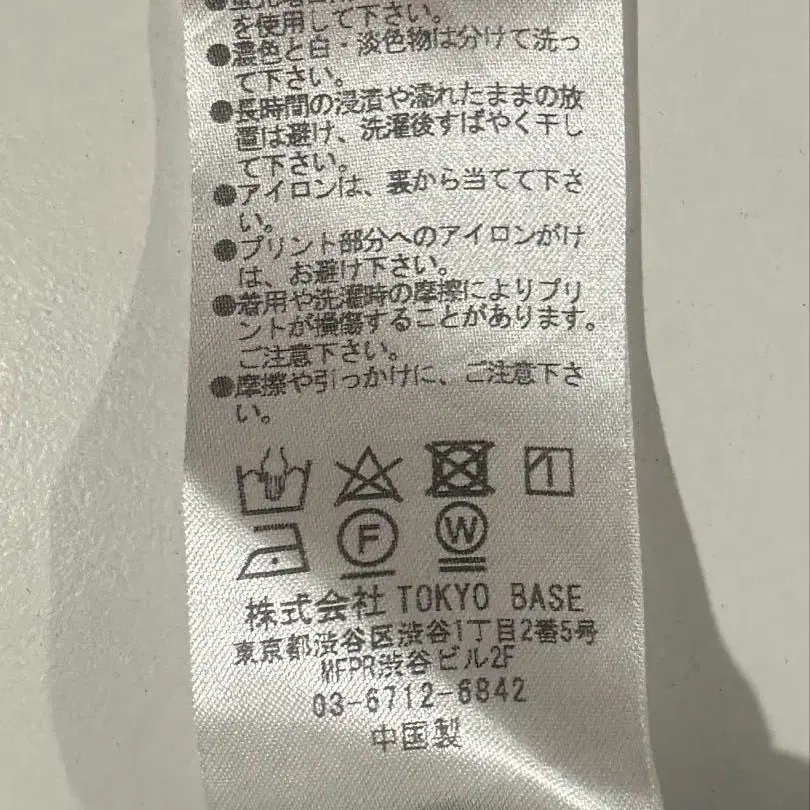 を使用して下さい。
●濃色と白・淡色物は分けて洗っ
て下さい。
●長時間の浸漬や濡れたままの放
置は避け、洗濯後すばやく干し
て下さい。
●アイロンは、裏から当てて下さ
い。
●プリント部分へのアイロンがけ
は、お避け下さい。
●着用や洗濯時の摩擦によりプリ
ントが損傷することがあります。
ご注意下さい。
●摩擦や引っかけに、ご注意下さ
い。
F
W
株式会社 TOKYO BASE
東京都渋谷区渋谷1丁目2番5号
MFPR渋谷ビル2F
03-6712-6842
中国製